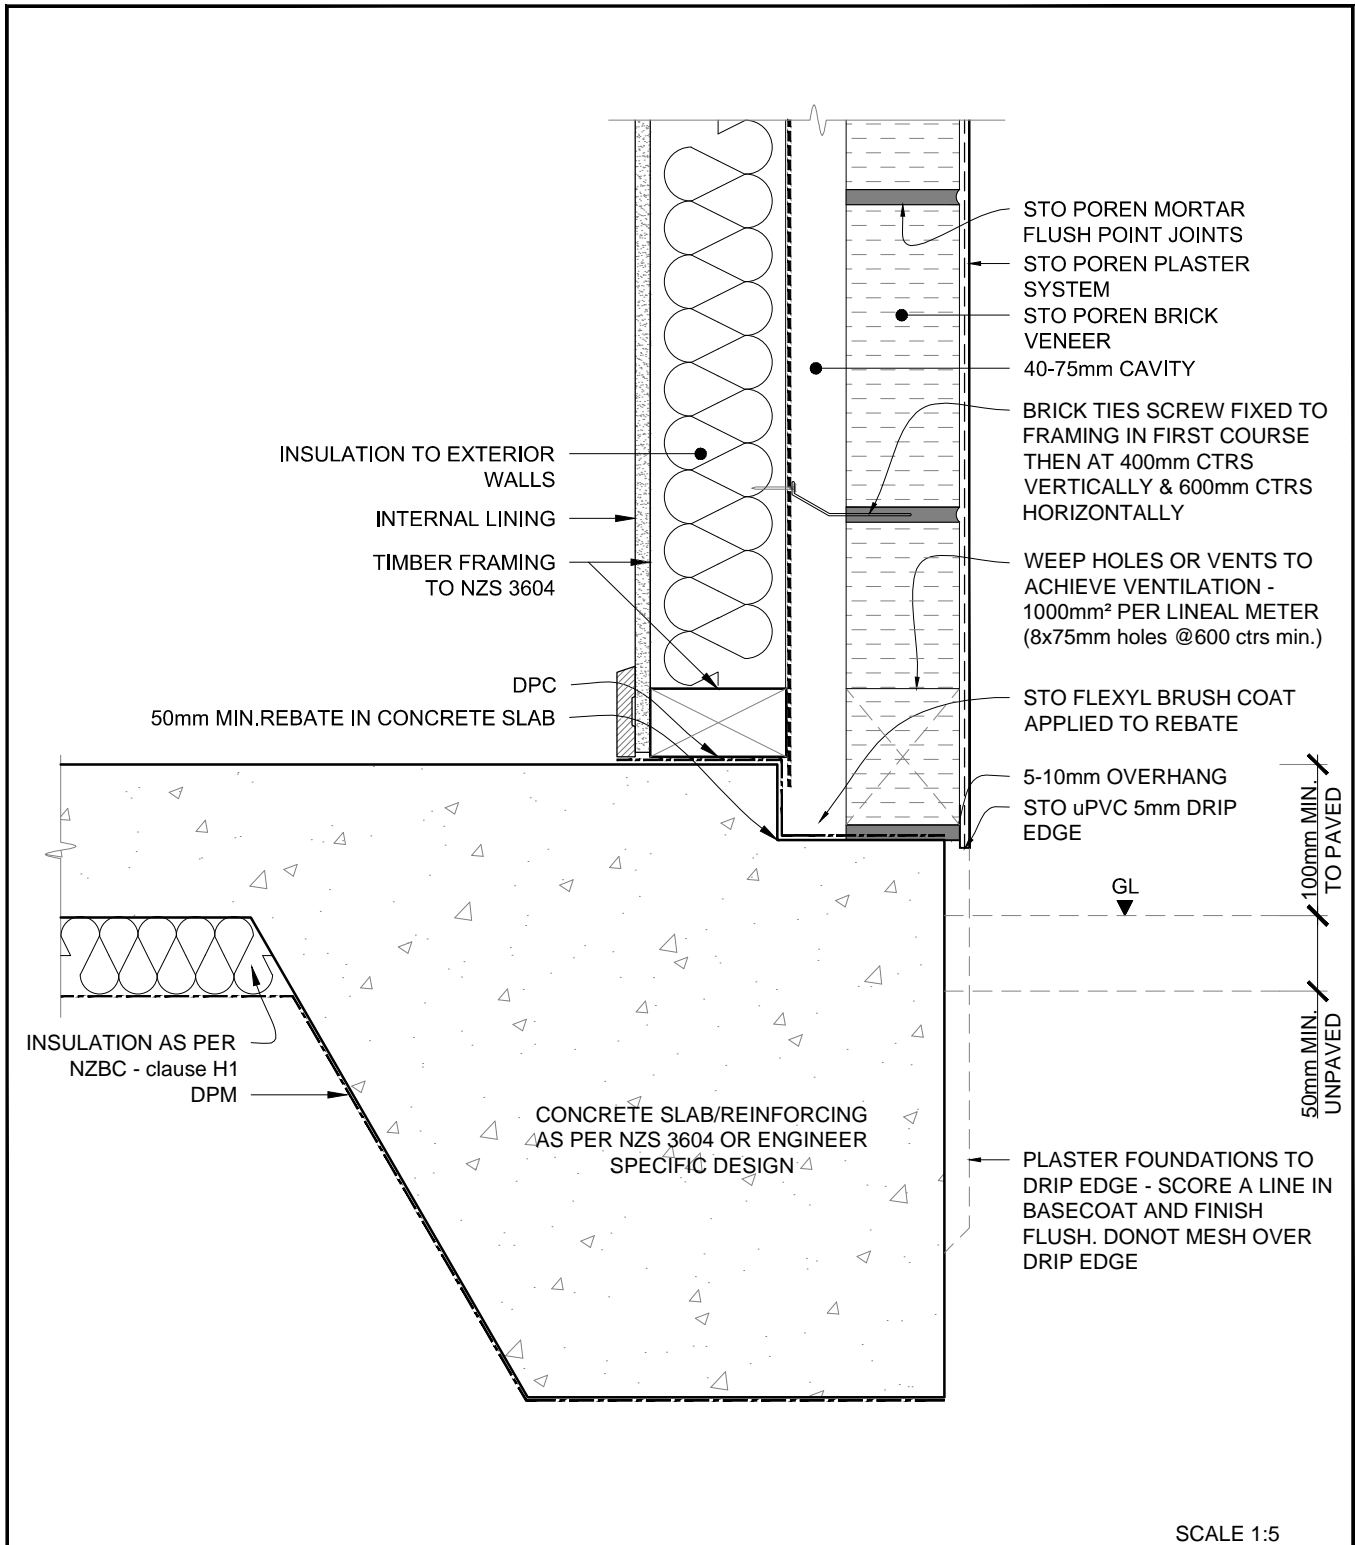 STO POREN MORTAR
FLUSH POINT JOINTS
STO POREN PLASTER
SYSTEM
STO POREN BRICK
VENEER
40-75mm CAVITY
BRICK TIES SCREW FIXED TO
FRAMING IN FIRST COURSE
THEN AT 400mm CTRS
VERTICALLY & 600mm CTRS
HORIZONTALLY
INSULATION TO EXTERIOR
WALLS
INTERNAL LINING
TIMBER FRAMING
TO NZS 3604
WEEP HOLES OR VENTS TO
ACHIEVE VENTILATION -
1000mm² PER LINEAL METER
(8x75mm holes @600 ctrs min.)
DPC
50mm MIN.REBATE IN CONCRETE SLAB
STO FLEXYL BRUSH COAT
APPLIED TO REBATE
5-10mm OVERHANG
STO uPVC 5mm DRIP
EDGE
100mm MIN.
TO PAVED
GL
50mm MIN.
UNPAVED
INSULATION AS PER
NZBC - clause H1
DPM
CONCRETE SLAB/REINFORCING
AS PER NZS 3604 OR ENGINEER
SPECIFIC DESIGN
PLASTER FOUNDATIONS TO
DRIP EDGE - SCORE A LINE IN
BASECOAT AND FINISH
FLUSH. DONOT MESH OVER
DRIP EDGE
SCALE 1:5